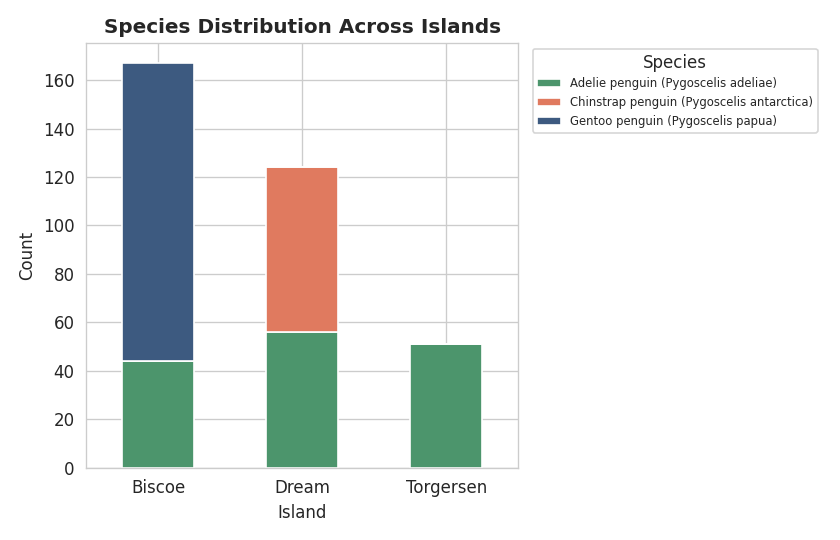 Species Distribution Across Islands
Species
Adelie penguin (Pygoscelis adeliae)
Chinstrap penguin (Pygoscelis antarctica)
Gentoo penguin (Pygoscelis papua)
Count
160
140
120
100
80
60
40
20
0
Biscoe Dream Torgersen
Island